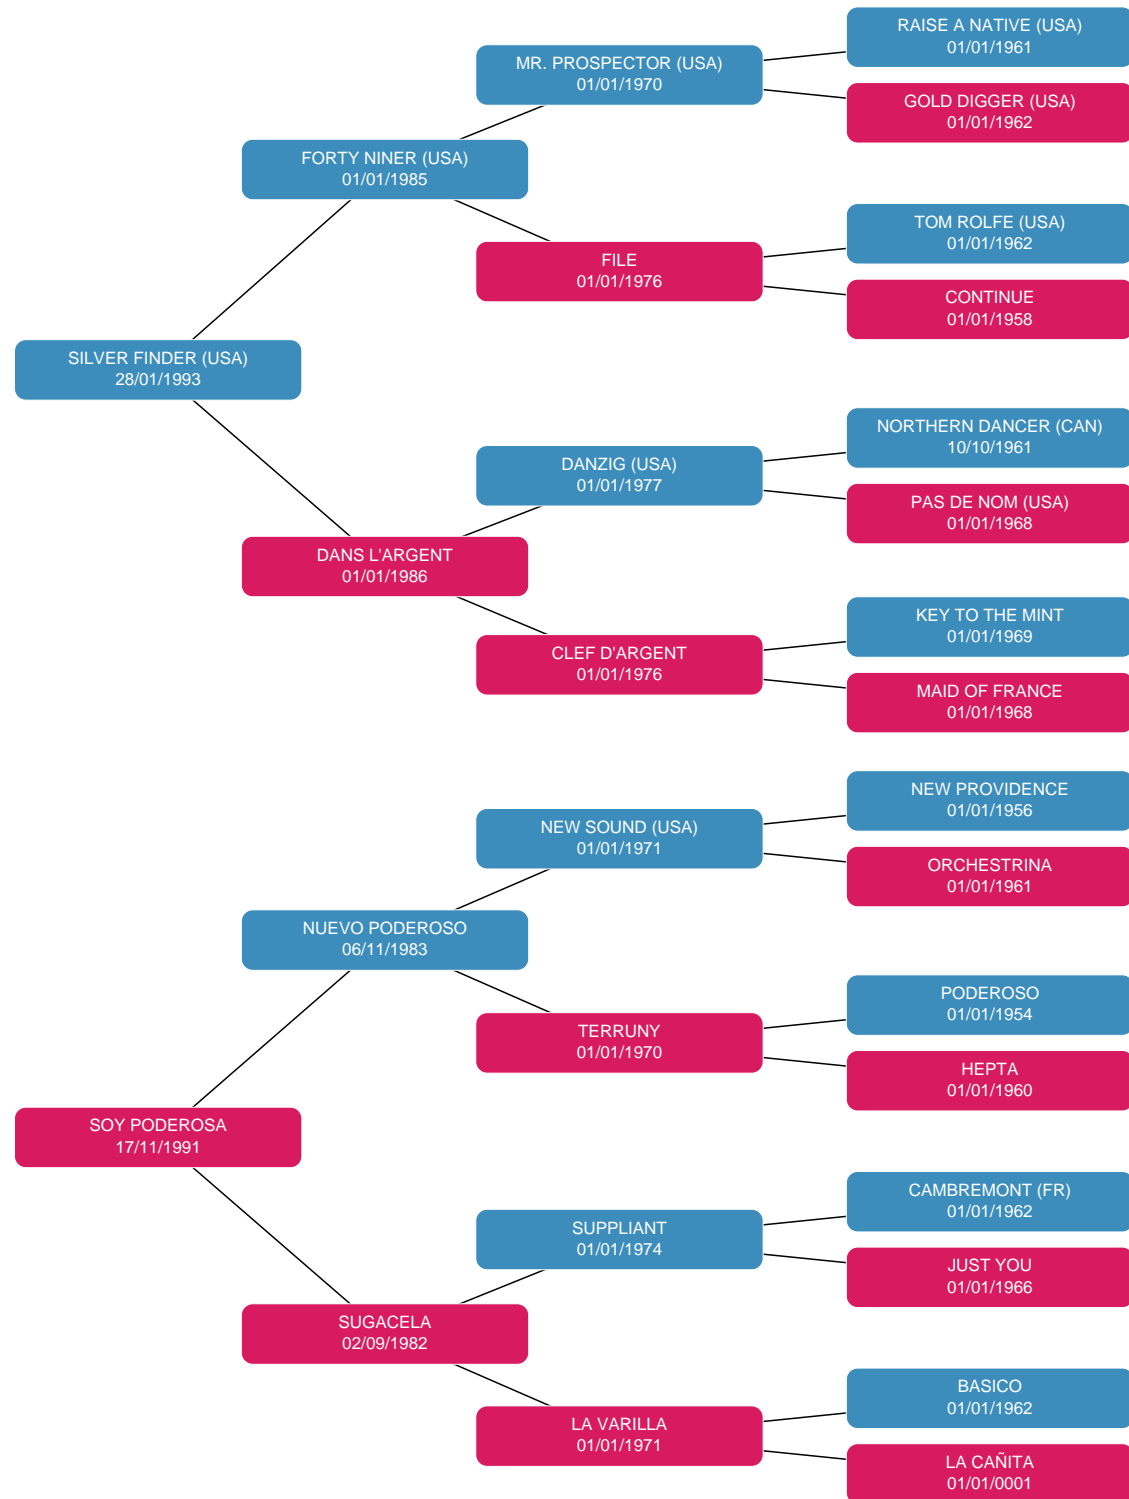 RAISE A NATIVE (USA)
01/01/1961
MR. PROSPECTOR (USA)
01/01/1970
GOLD DIGGER (USA)
01/01/1962
FORTY NINER (USA)
01/01/1985
TOM ROLFE (USA)
01/01/1962
FILE
01/01/1976
CONTINUE
01/01/1958
SILVER FINDER (USA)
28/01/1993
NORTHERN DANCER (CAN)
10/10/1961
DANZIG (USA)
01/01/1977
PAS DE NOM (USA)
01/01/1968
DANS L'ARGENT
01/01/1986
KEY TO THE MINT
01/01/1969
CLEF D'ARGENT
01/01/1976
MAID OF FRANCE
01/01/1968
NEW PROVIDENCE
01/01/1956
NEW SOUND (USA)
01/01/1971
ORCHESTRINA
01/01/1961
NUEVO PODEROSO
06/11/1983
PODEROSO
01/01/1954
TERRUNY
01/01/1970
HEPTA
01/01/1960
SOY PODEROSA
17/11/1991
CAMBREMONT (FR)
01/01/1962
SUPPLIANT
01/01/1974
JUST YOU
01/01/1966
SUGACELA
02/09/1982
BASICO
01/01/1962
LA VARILLA
01/01/1971
LA CAÑITA
01/01/0001